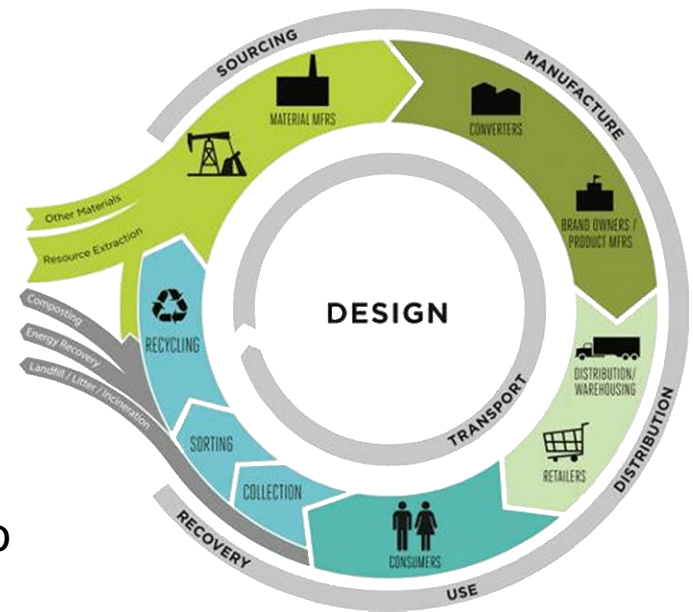 SOURCING
MATERIAL MFRS
MANUFACTURE
CONVERTERS
BRAND OWNERS /
PRODUCT MFRS
Other Materials
Resource Extraction
Composting
Energy Recovery
Landfill / Litter / Incineration
RECYCLING
DESIGN
DISTRIBUTION/
WAREHOUSING
TRANSPORT
DISTRIBUTION
RETAILERS
SORTING
COLLECTION
CONSUMERS
RECOVERY
USE